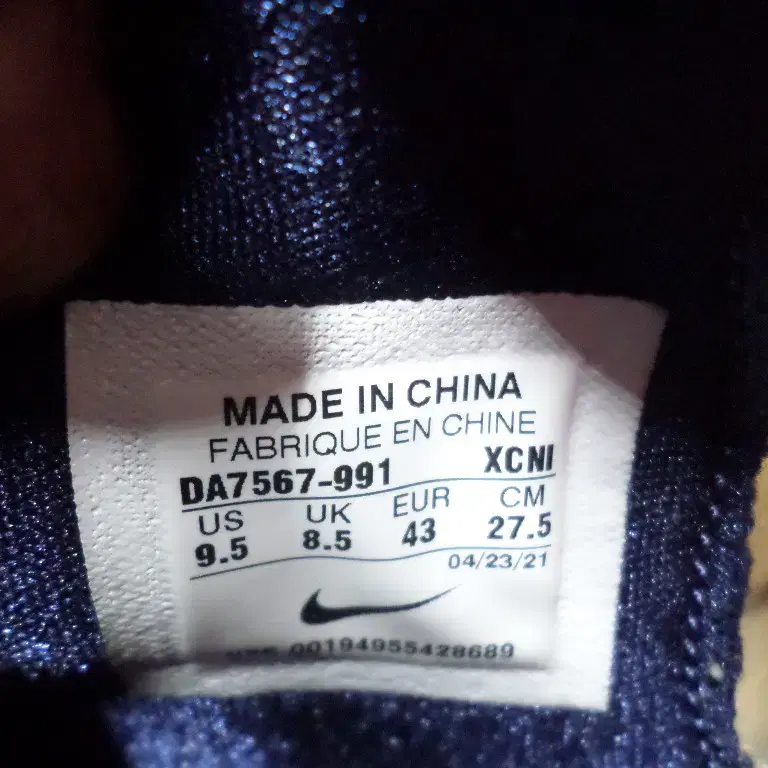 MADE IN CHINA
FABRIQUE EN CHINE
DA7567-991 XCNI
US UK EUR CM
9.5 8.5 43 27.5
04/23/21
00194955428689